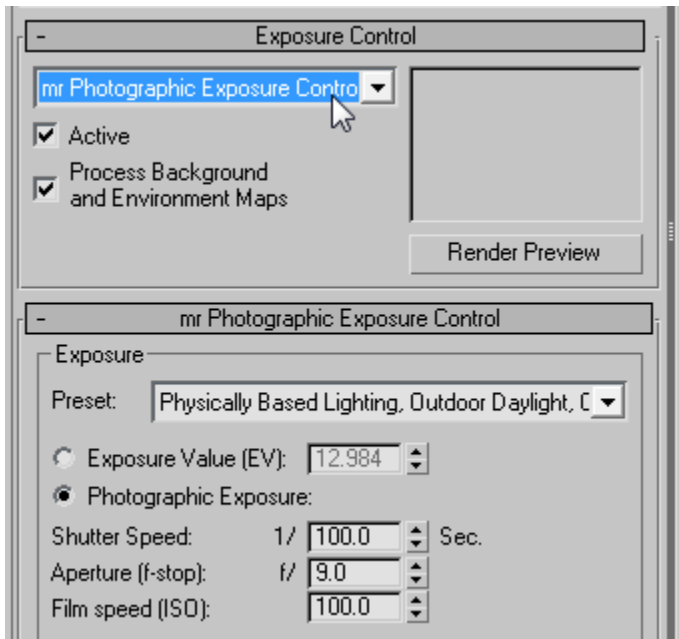 - Exposure Control
mr Photographic Exposure Contro
Active
Process Background
and Environment Maps
Render Preview
- mr Photographic Exposure Control
Exposure
Preset: Physically Based Lighting, Outdoor Daylight, C
Exposure Value (EV): 12.984
Photographic Exposure:
Shutter Speed: 1/ 100.0 Sec.
Aperture (f-stop): f/ 9.0
Film speed (ISO): 100.0